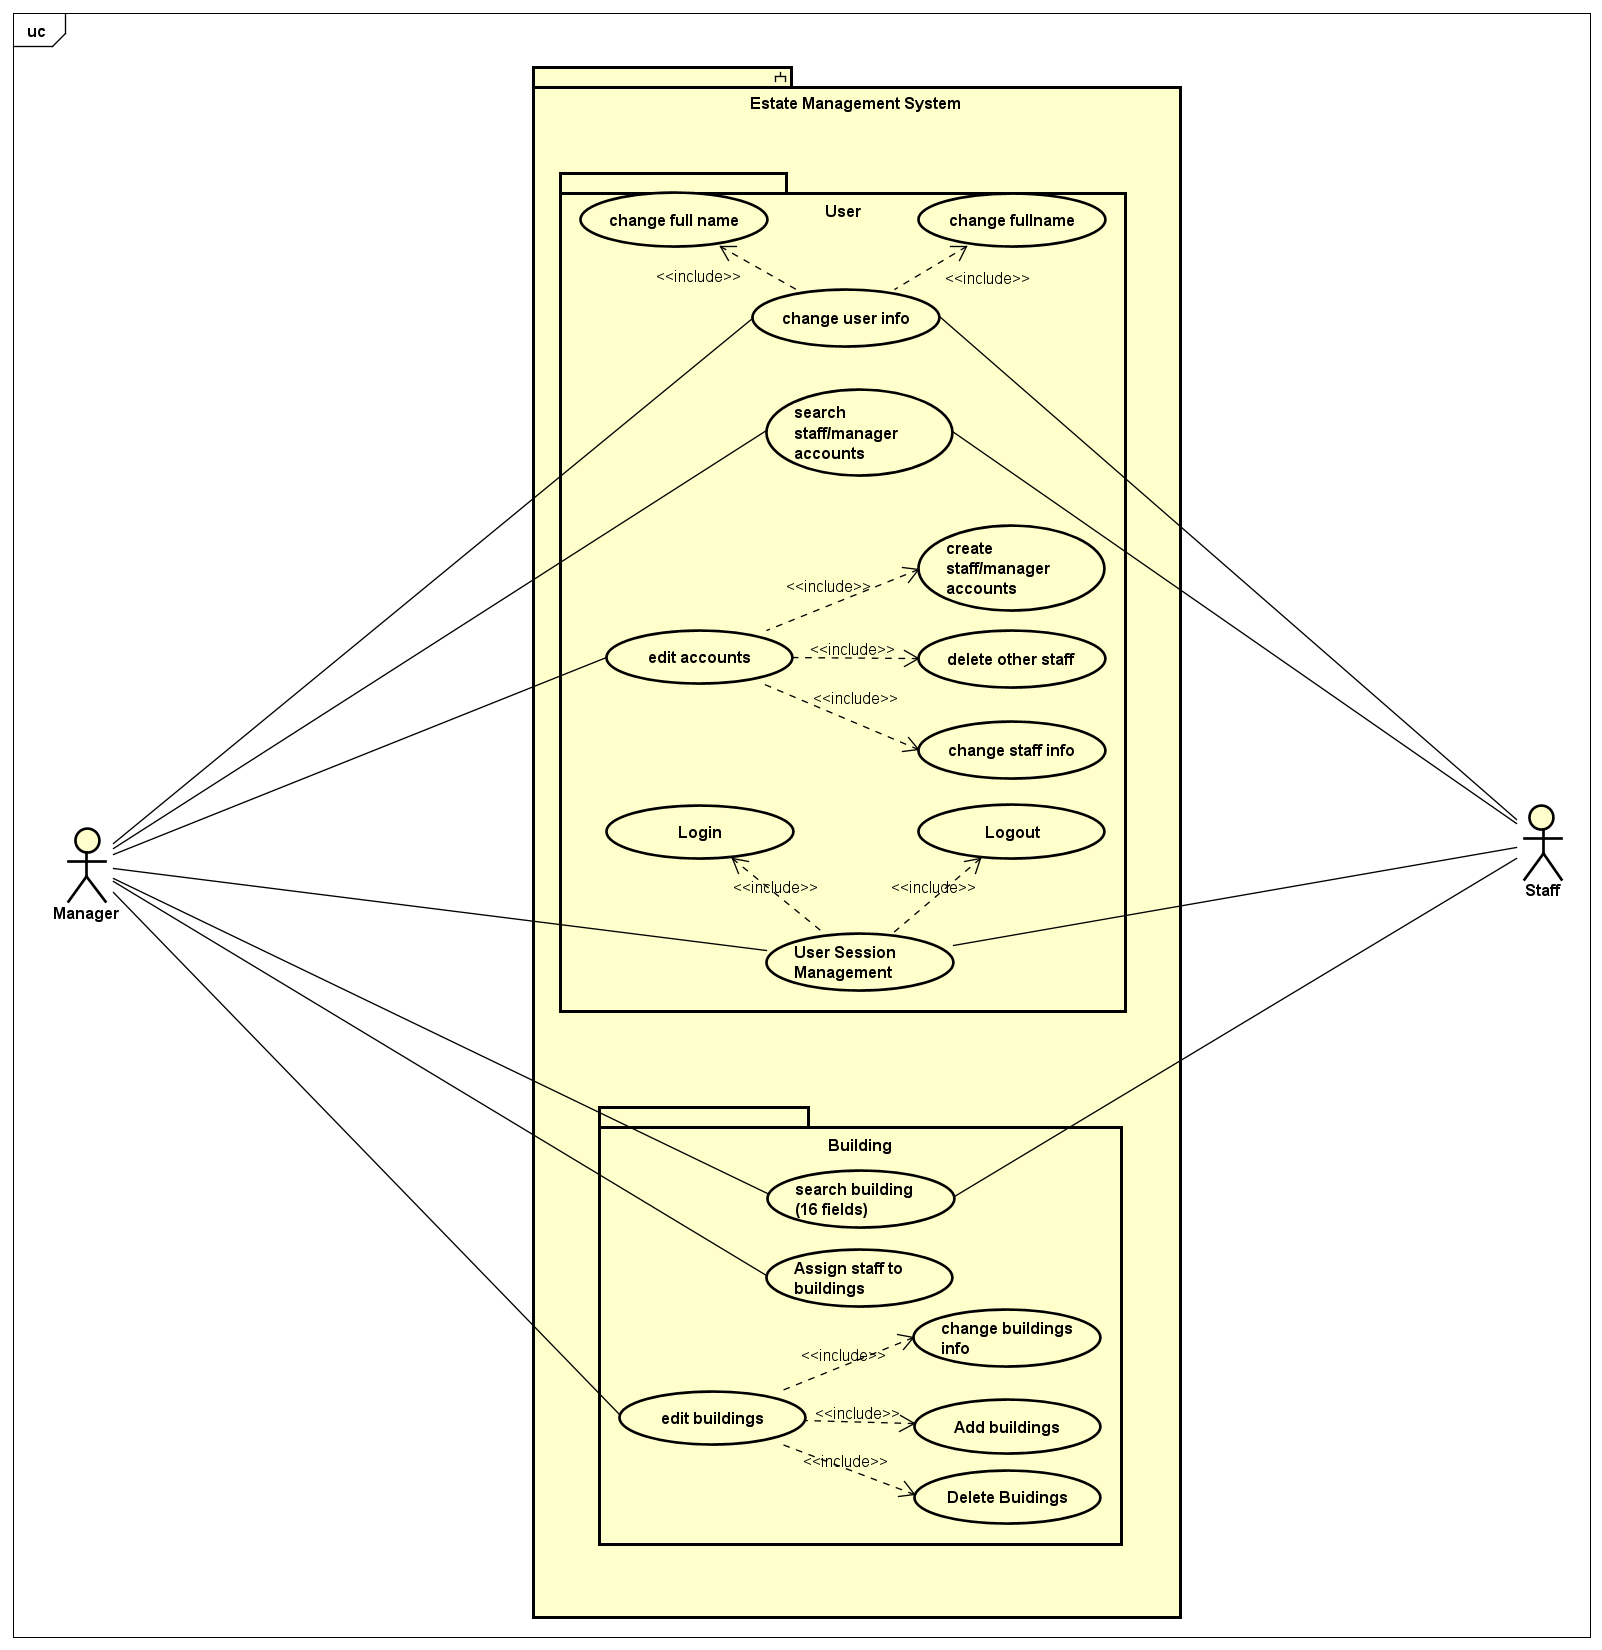 uc
Estate Management System
User
change full name
change fullname
<<include>>
<<include>>
change user info
search
staff/manager
accounts
create
staff/manager
accounts
<<include>>
edit accounts
<<include>>
delete other staff
<<include>>
change staff info
Login
Logout
<<include>>
<<include>>
Manager
Staff
User Session
Management
Building
search building
(16 fields)
Assign staff to
buildings
change buildings
info
<<include>>
edit buildings
<<include>>
Add buildings
<<include>>
Delete Buidings